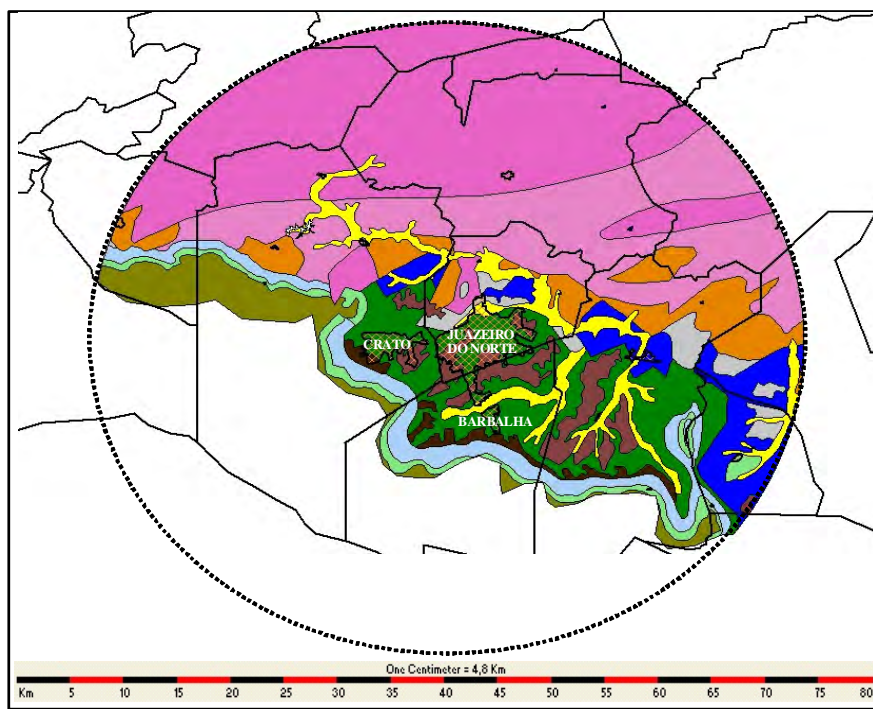 CRATO
JUAZEIRO
DO NORTE
BARBALHA
One Centimeter = 4,8 Km
Km 5 10 15 20 25 30 35 40 45 50 55 60 65 70 75 80